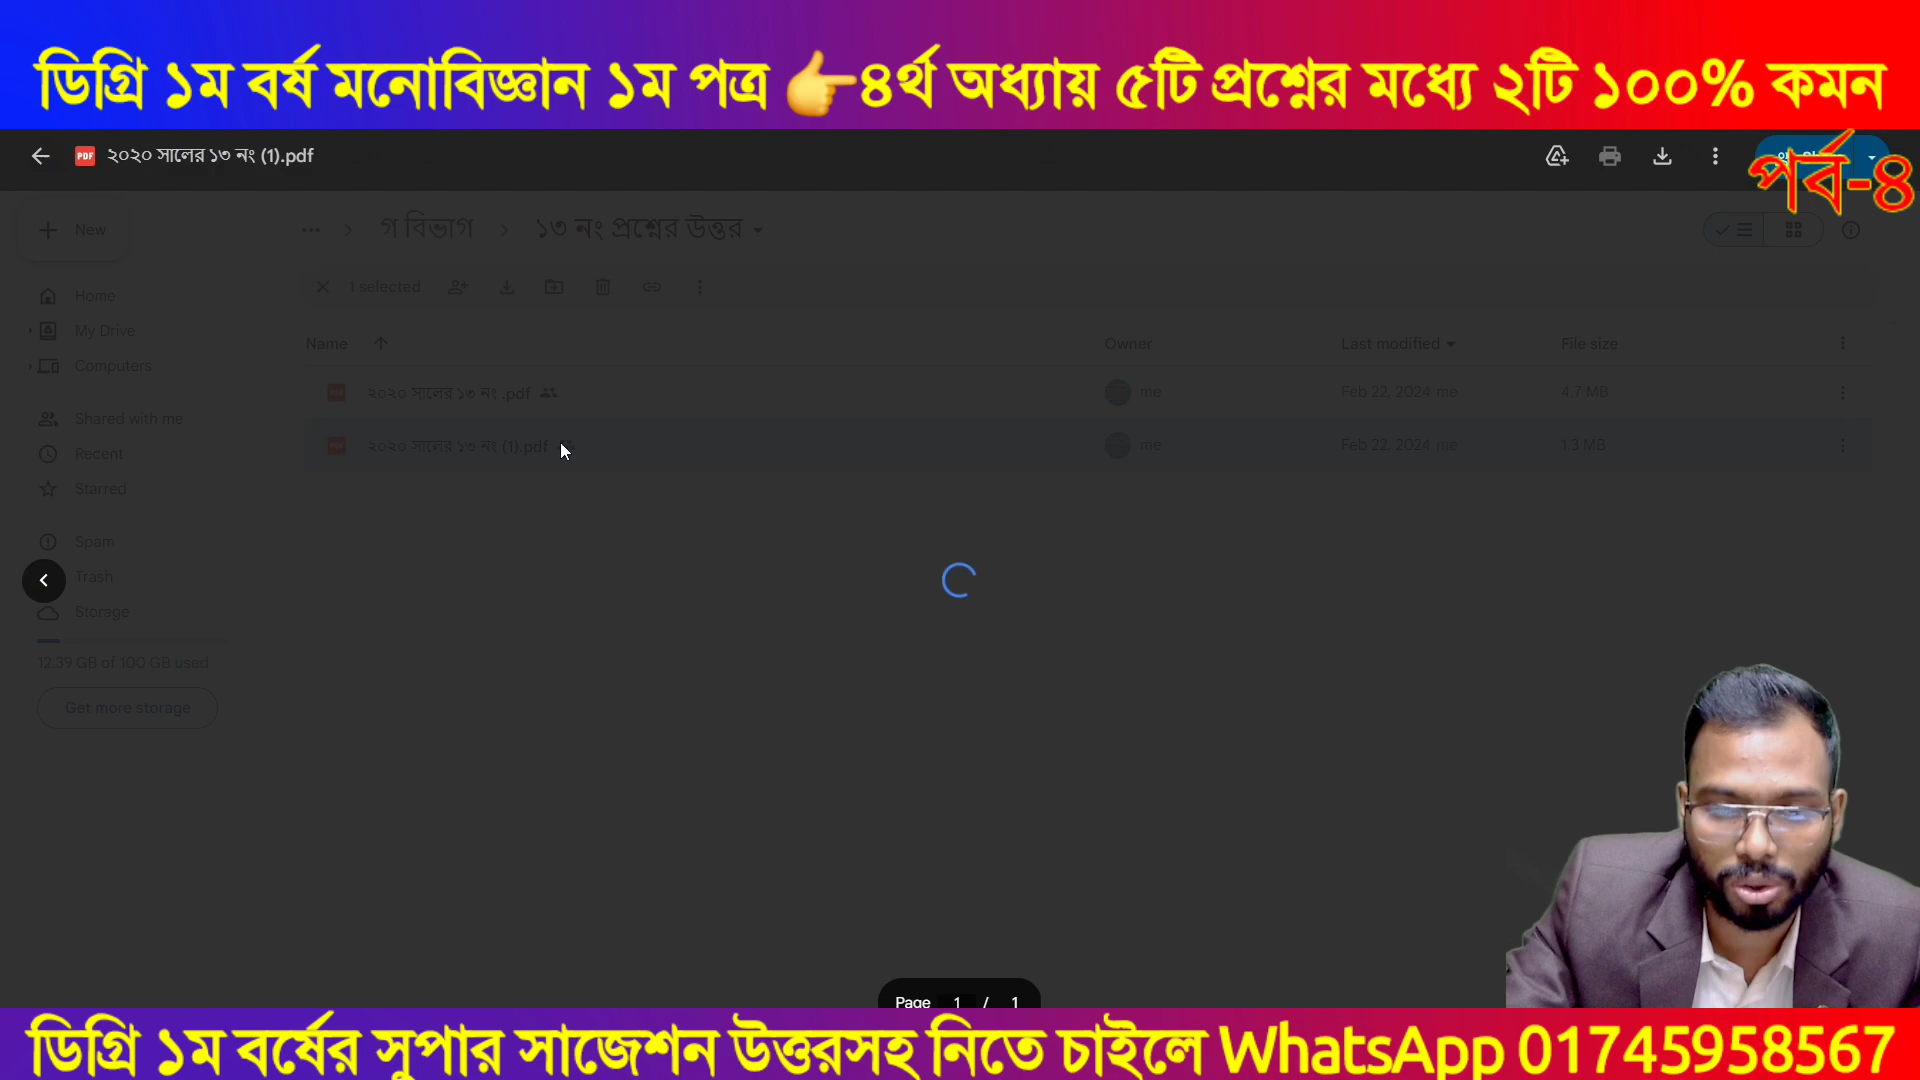 ডিগ্রি ১ম বর্ষ মনোবিজ্ঞান ১ম পত্র 👉৪র্থ অধ্যায় ৫টি প্রশ্নের মধ্যে ২টি ১০০% কমন
PDF ২০২০ সালের ১৩ নং (1).pdf
পর্ব-৪
New
... › গ বিভাগ › ১৩ নং প্রশ্নের উত্তর
1 selected
Home
My Drive
Computers
Shared with me
Recent
Starred
Spam
Trash
Storage
12.39 GB of 100 GB used
Get more storage
Name Owner Last modified File size
২০২০ সালের ১৩ নং .pdf me Feb 22, 2024 me 4.7 MB
২০২০ সালের ১৩ নং (1).pdf me Feb 22, 2024 me 1.3 MB
Page 1 / 1
ডিগ্রি ১ম বর্ষের সুপার সাজেশন উত্তরসহ নিতে চাইলে WhatsApp 01745958567